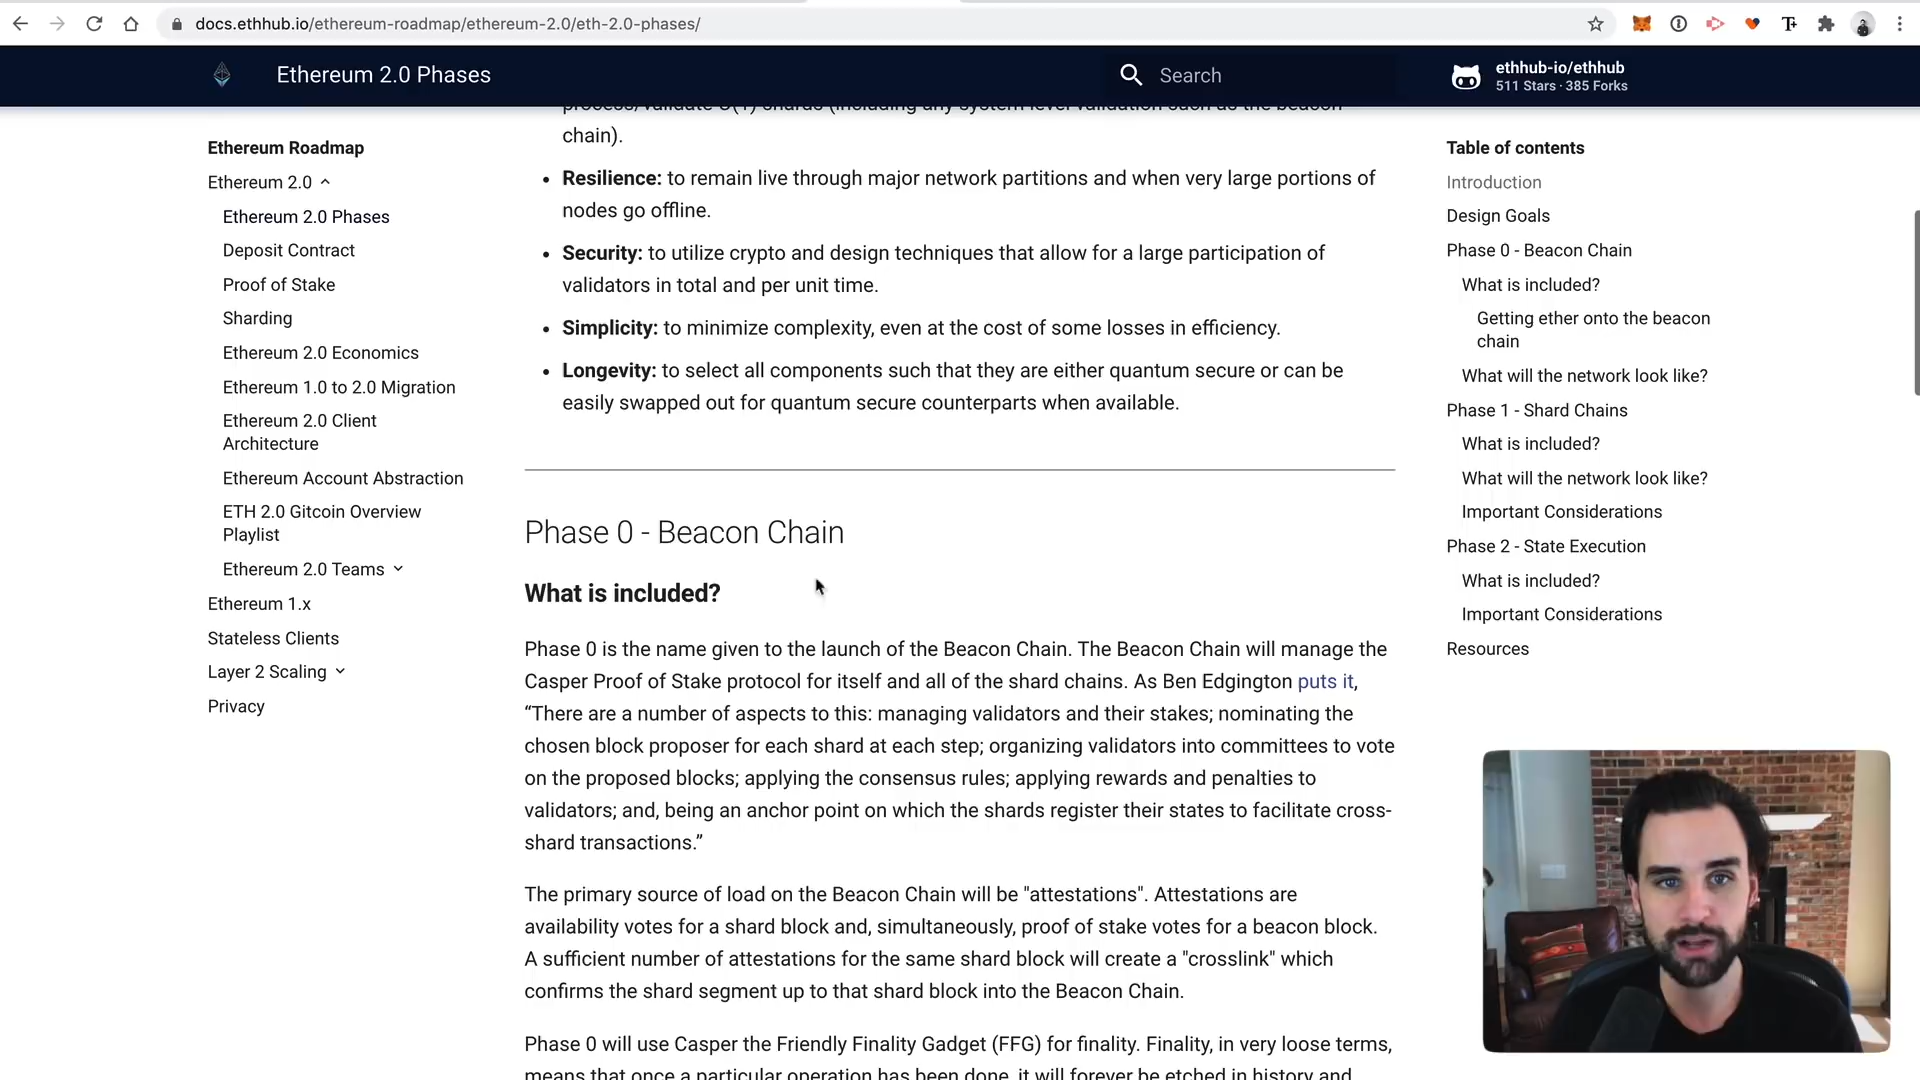 docs.ethhub.io/ethereum-roadmap/ethereum-2.0/eth-2.0-phases/
Ethereum 2.0 Phases
Search
ethhub-io/ethhub
511 Stars · 385 Forks
Ethereum Roadmap
Ethereum 2.0
Ethereum 2.0 Phases
Deposit Contract
Proof of Stake
Sharding
Ethereum 2.0 Economics
Ethereum 1.0 to 2.0 Migration
Ethereum 2.0 Client
Architecture
Ethereum Account Abstraction
ETH 2.0 Gitcoin Overview
Playlist
Ethereum 2.0 Teams
Ethereum 1.x
Stateless Clients
Layer 2 Scaling
Privacy
process/validate O(1) shards (including any system level validation such as the beacon
chain).
• Resilience: to remain live through major network partitions and when very large portions of
nodes go offline.
• Security: to utilize crypto and design techniques that allow for a large participation of
validators in total and per unit time.
• Simplicity: to minimize complexity, even at the cost of some losses in efficiency.
• Longevity: to select all components such that they are either quantum secure or can be
easily swapped out for quantum secure counterparts when available.
Phase 0 - Beacon Chain
What is included?
Phase 0 is the name given to the launch of the Beacon Chain. The Beacon Chain will manage the
Casper Proof of Stake protocol for itself and all of the shard chains. As Ben Edgington puts it,
“There are a number of aspects to this: managing validators and their stakes; nominating the
chosen block proposer for each shard at each step; organizing validators into committees to vote
on the proposed blocks; applying the consensus rules; applying rewards and penalties to
validators; and, being an anchor point on which the shards register their states to facilitate cross-
shard transactions.”
The primary source of load on the Beacon Chain will be "attestations". Attestations are
availability votes for a shard block and, simultaneously, proof of stake votes for a beacon block.
A sufficient number of attestations for the same shard block will create a "crosslink" which
confirms the shard segment up to that shard block into the Beacon Chain.
Phase 0 will use Casper the Friendly Finality Gadget (FFG) for finality. Finality, in very loose terms,
means that once a particular operation has been done, it will forever be etched in history and
Table of contents
Introduction
Design Goals
Phase 0 - Beacon Chain
What is included?
Getting ether onto the beacon
chain
What will the network look like?
Phase 1 - Shard Chains
What is included?
What will the network look like?
Important Considerations
Phase 2 - State Execution
What is included?
Important Considerations
Resources